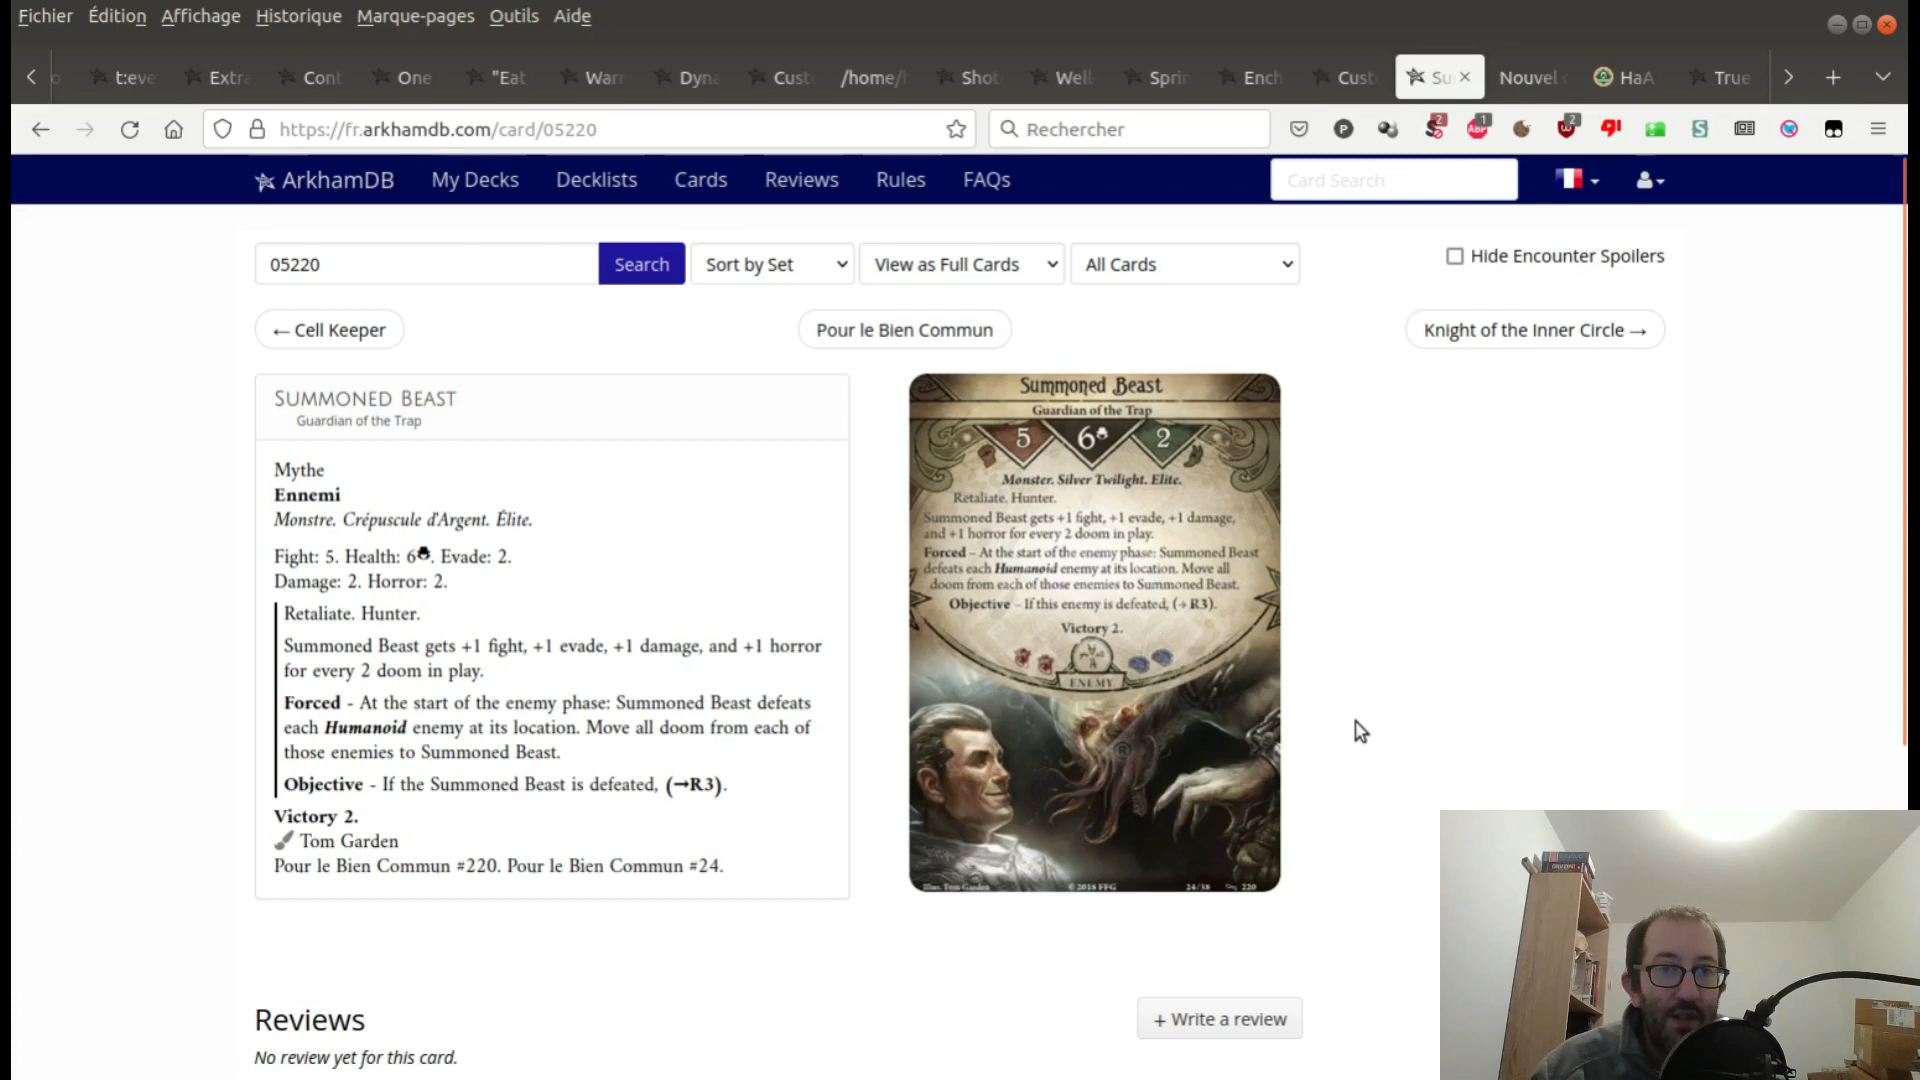 Fichier Édition Affichage Historique Marque-pages Outils Aide
t:eve Extra Cont One "Eat Warn Dyna Cust /home/ Shot Well Sprin Ench Cust Su Nouvel HaA True
https://fr.arkhamdb.com/card/05220
Rechercher
ArkhamDB My Decks Decklists Cards Reviews Rules FAQs Card Search
05220 Search Sort by Set View as Full Cards All Cards Hide Encounter Spoilers
← Cell Keeper Pour le Bien Commun Knight of the Inner Circle →
Summoned Beast
Guardian of the Trap
Mythe
Ennemi
Monstre. Crépuscule d'Argent. Élite.
Fight: 5. Health: 6. Evade: 2.
Damage: 2. Horror: 2.
Retaliate. Hunter.
Summoned Beast gets +1 fight, +1 evade, +1 damage, and +1 horror
for every 2 doom in play.
Forced - At the start of the enemy phase: Summoned Beast defeats
each Humanoid enemy at its location. Move all doom from each of
those enemies to Summoned Beast.
Objective - If the Summoned Beast is defeated, (→R3).
Victory 2.
Tom Garden
Pour le Bien Commun #220. Pour le Bien Commun #24.
Summoned Beast
Guardian of the Trap
5 6 2
Monster. Silver Twilight. Elite.
Retaliate. Hunter.
Summoned Beast gets +1 fight, +1 evade, +1 damage,
and +1 horror for every 2 doom in play.
Forced – At the start of the enemy phase: Summoned Beast
defeats each Humanoid enemy at its location. Move all
doom from each of those enemies to Summoned Beast.
Objective – If this enemy is defeated, (→ R3).
Victory 2.
ENEMY
Illus. Tom Garden © 2018 FFG 24/38 220
Reviews
+ Write a review
No review yet for this card.